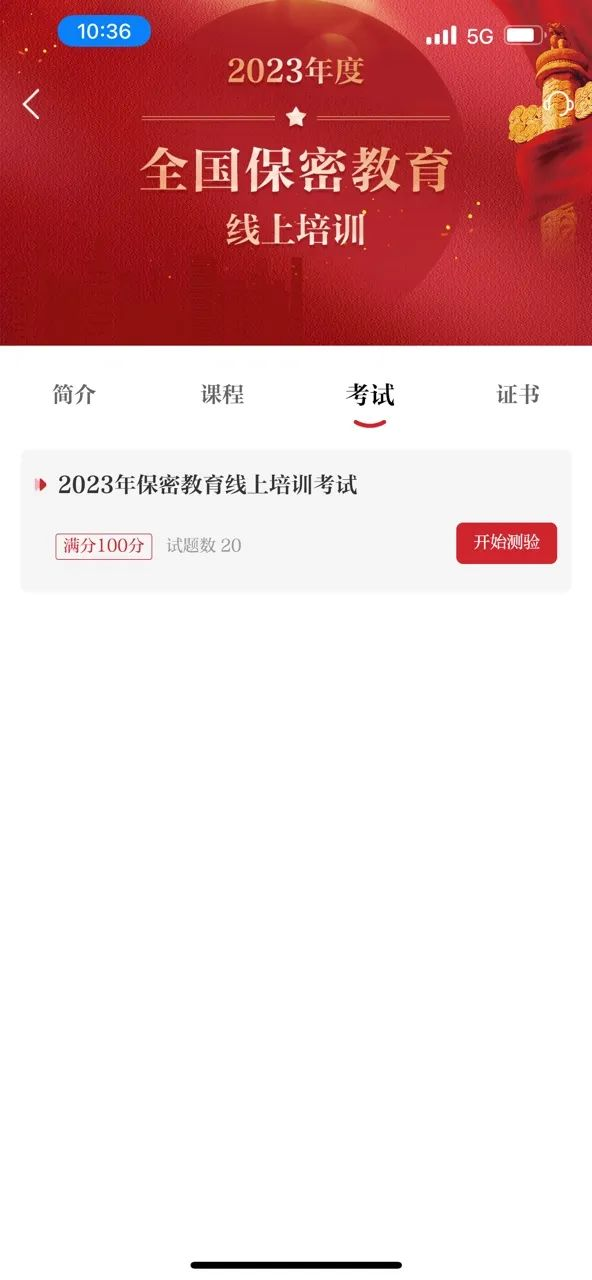 10:36
5G
2023年度
全国保密教育
线上培训
简介 课程 考试 证书
2023年保密教育线上培训考试
满分100分 试题数 20 开始测验